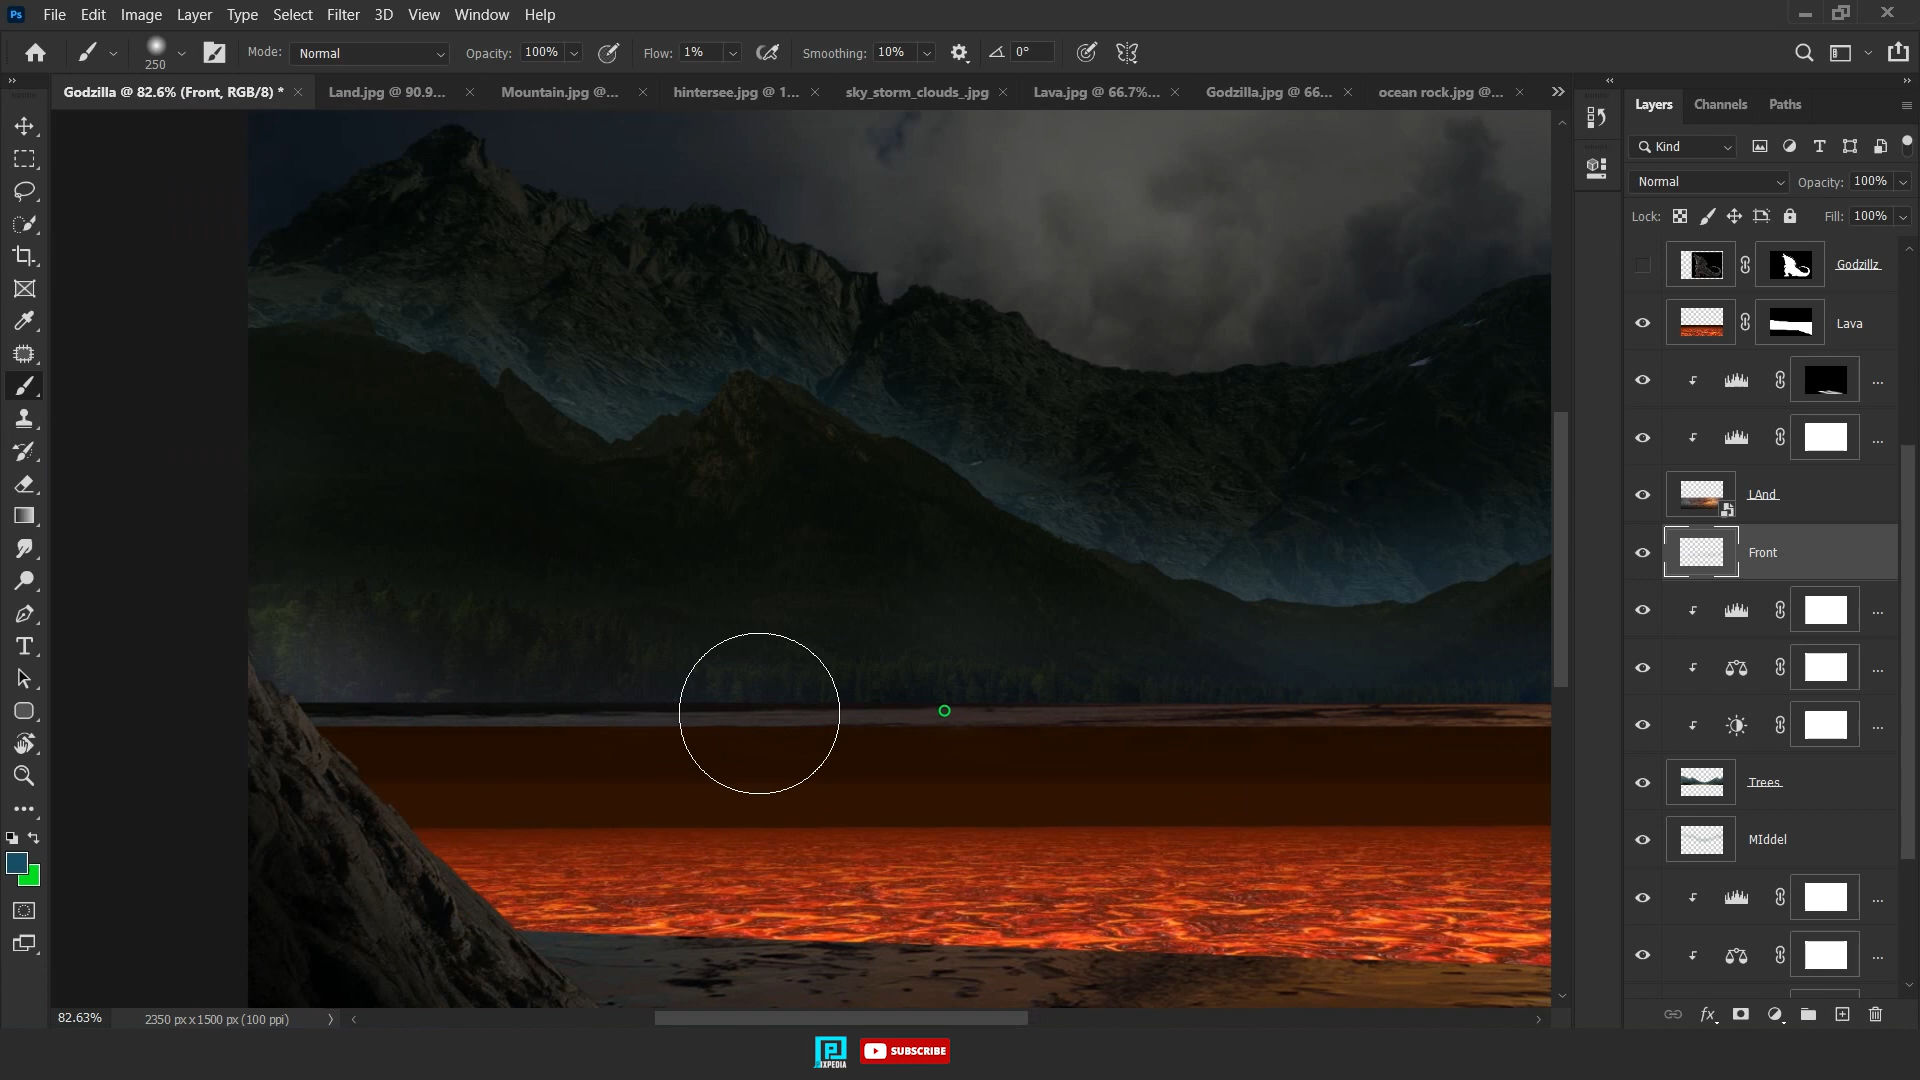 Ps File Edit Image Layer Type Select Filter 3D View Window Help
250 Mode: Normal Opacity: 100% Flow: 1% Smoothing: 10% 0°
Godzilla @ 82.6% (Front, RGB/8) * Land.jpg @ 90.9... Mountain.jpg @... hintersee.jpg @ 1... sky_storm_clouds_.jpg Lava.jpg @ 66.7%... Godzilla.jpg @ 66... ocean rock.jpg @...
Layers Channels Paths
Kind
Normal Opacity: 100%
Lock: Fill: 100%
Godzillz
Lava
...
...
LAnd
Front
...
...
...
Trees
MIddel
...
...
82.63% 2350 px x 1500 px (100 ppi)
PIXPEDIA SUBSCRIBE